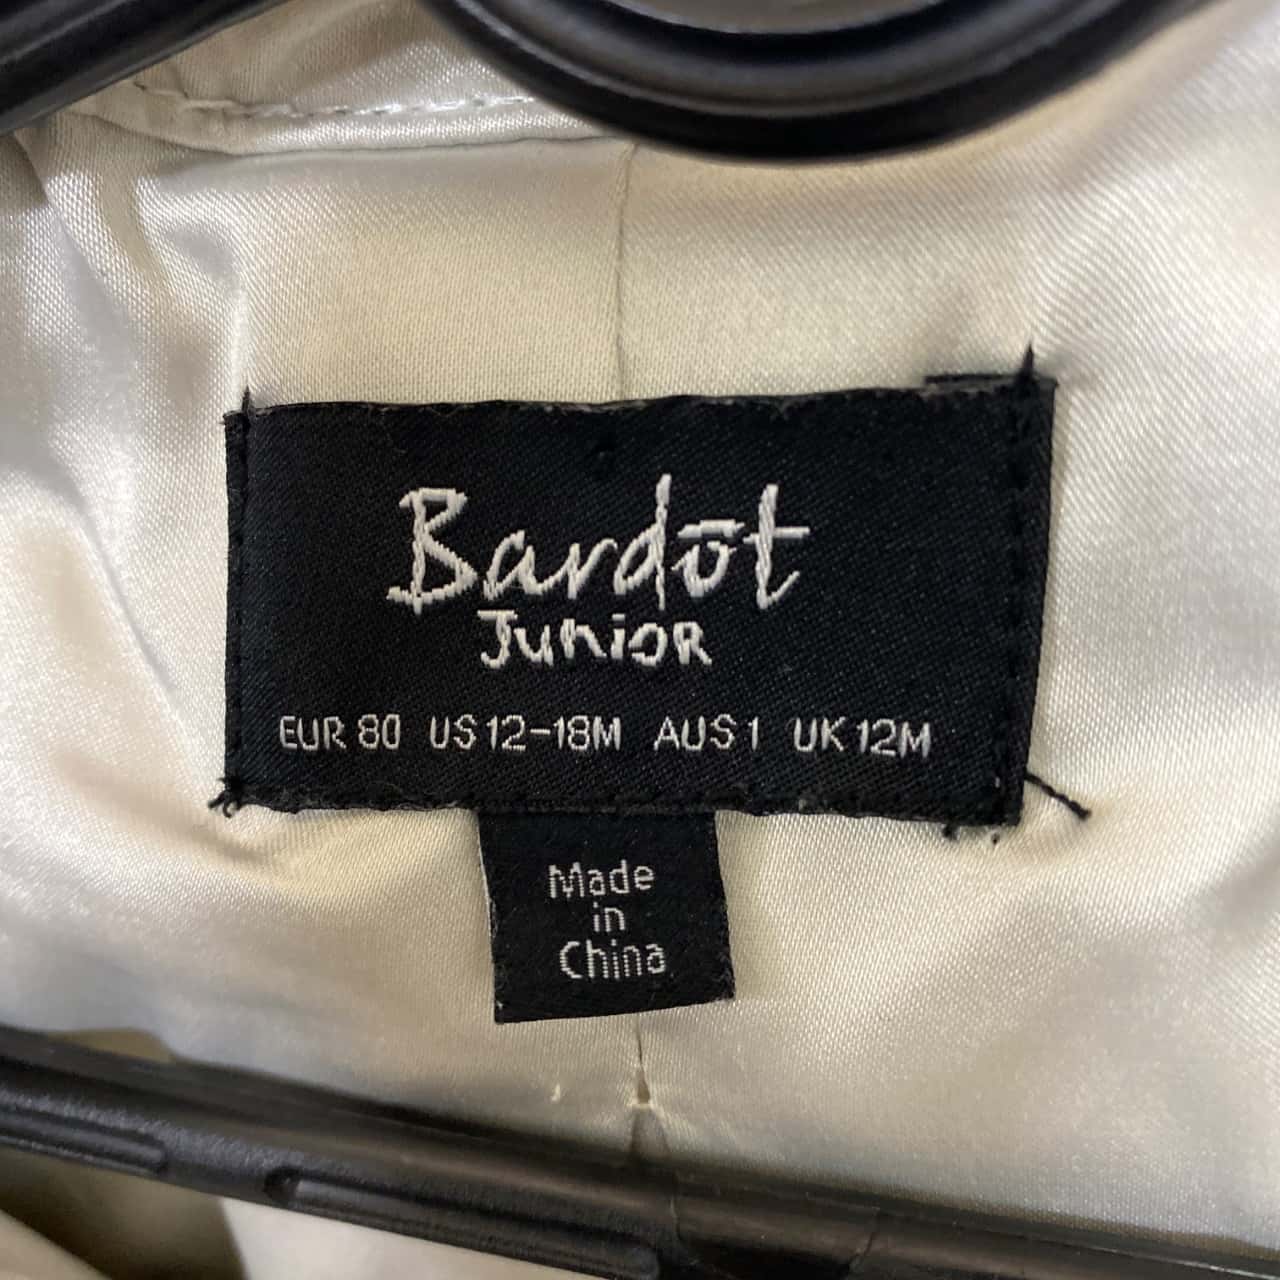 Bardōt
Junior
EUR 80 US 12-18M AUS 1 UK 12M
Made
in
China